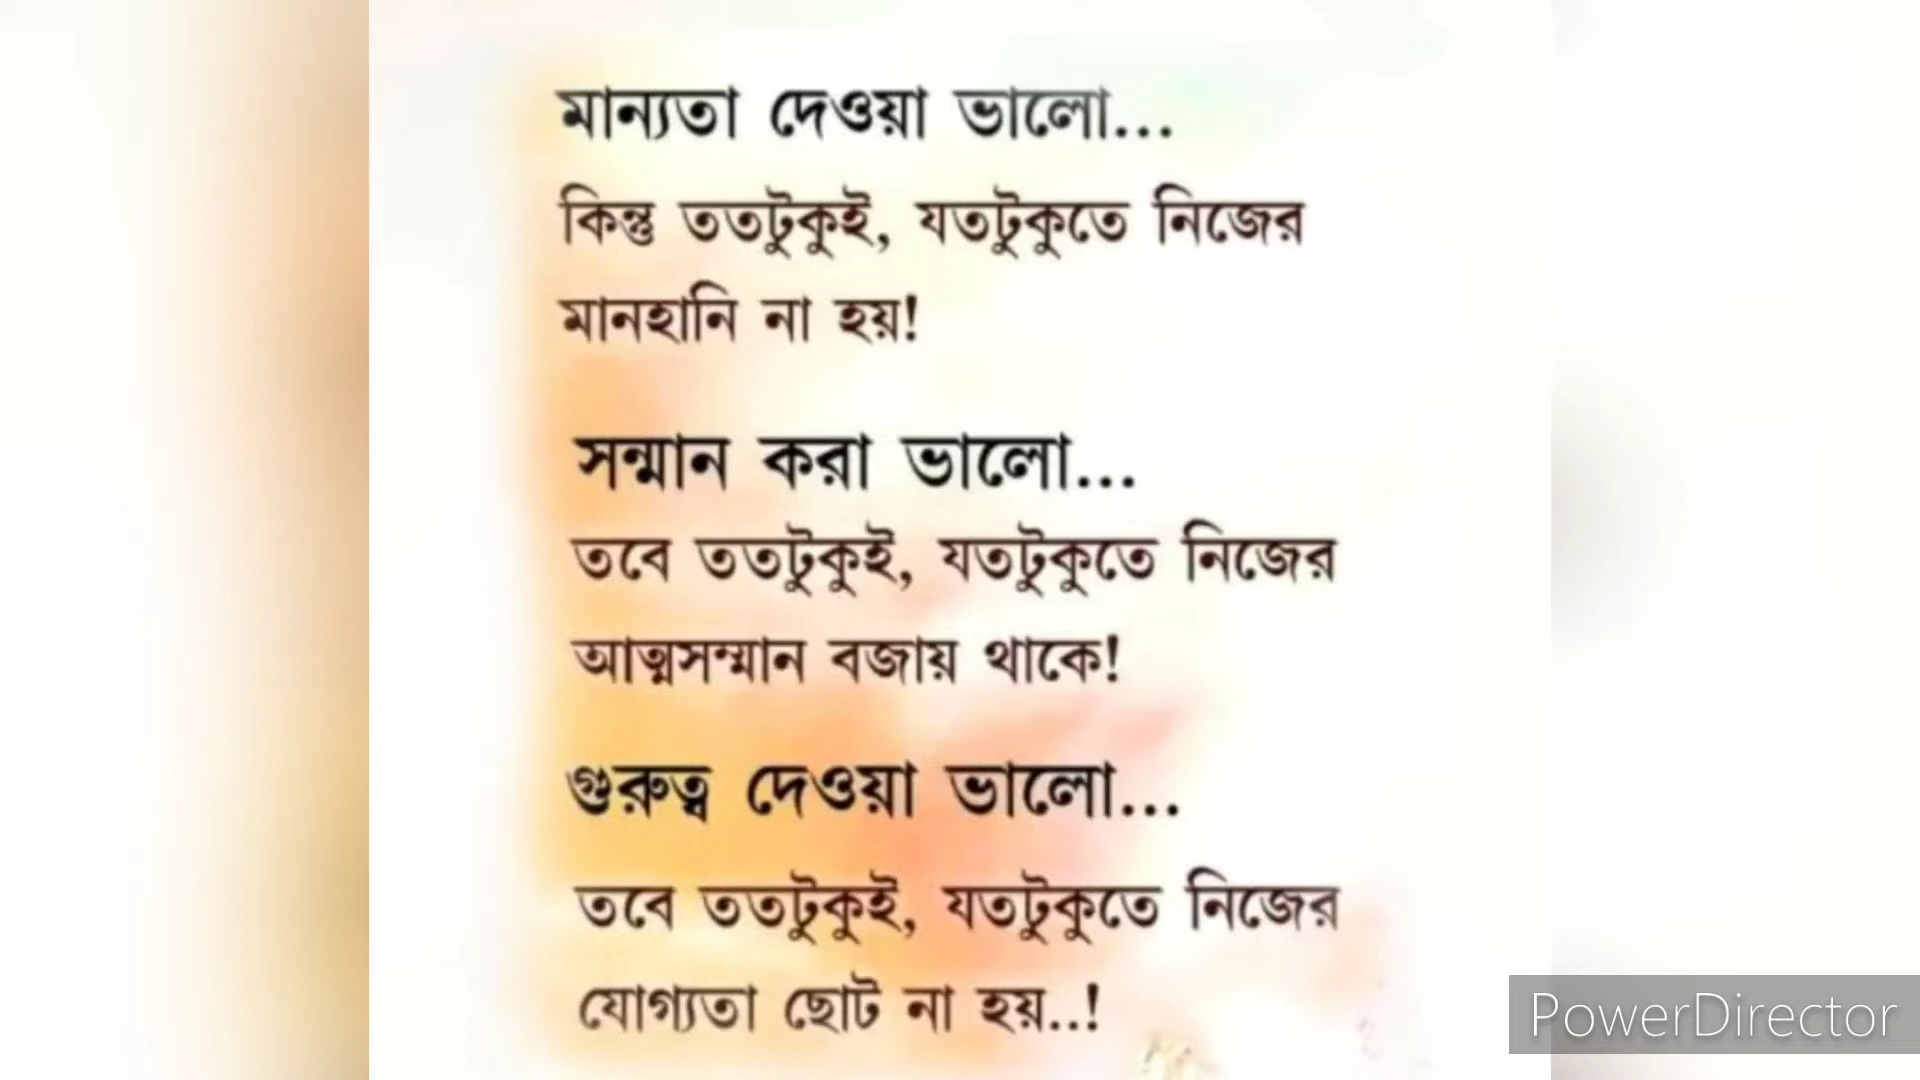 মান্যতা দেওয়া ভালো...
কিন্তু ততটুকুই, যতটুকুতে নিজের
মানহানি না হয়!
সন্মান করা ভালো...
তবে ততটুকুই, যতটুকুতে নিজের
আত্মসম্মান বজায় থাকে!
গুরুত্ব দেওয়া ভালো...
তবে ততটুকুই, যতটুকুতে নিজের
যোগ্যতা ছোট না হয়..!
PowerDirector